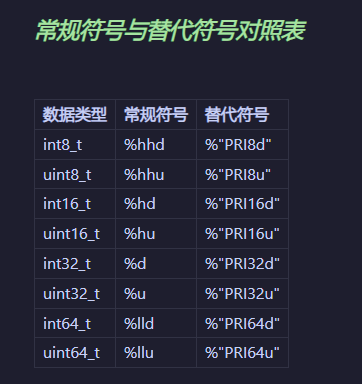 常规符号与替代符号对照表
数据类型 常规符号 替代符号
int8_t %hhd %"PRI8d"
uint8_t %hhu %"PRI8u"
int16_t %hd %"PRI16d"
uint16_t %hu %"PRI16u"
int32_t %d %"PRI32d"
uint32_t %u %"PRI32u"
int64_t %lld %"PRI64d"
uint64_t %llu %"PRI64u"